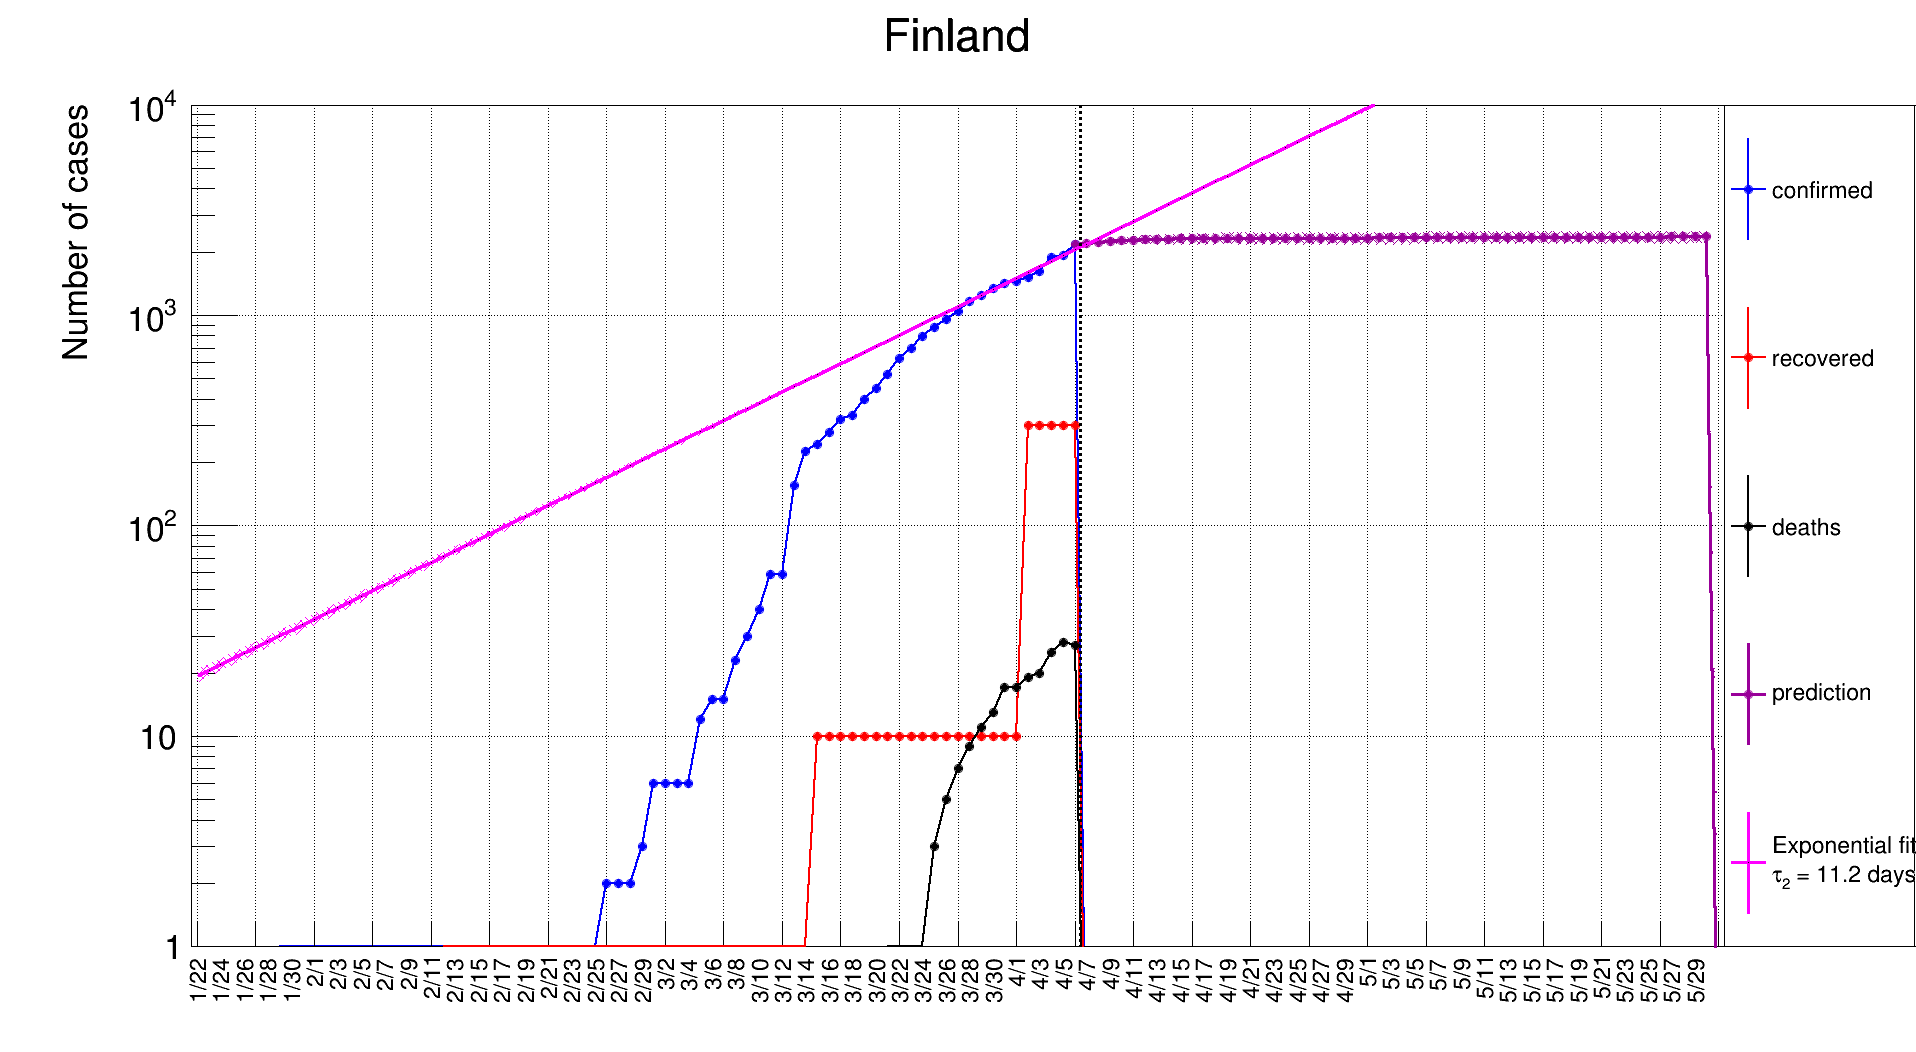 Finland
Number of cases
10⁴
10³
10²
10
1
1/22 1/24 1/26 1/28 1/30 2/1 2/3 2/5 2/7 2/9 2/11 2/13 2/15 2/17 2/19 2/21 2/23 2/25 2/27 2/29 3/2 3/4 3/6 3/8 3/10 3/12 3/14 3/16 3/18 3/20 3/22 3/24 3/26 3/28 3/30 4/1 4/3 4/5 4/7 4/9 4/11 4/13 4/15 4/17 4/19 4/21 4/23 4/25 4/27 4/29 5/1 5/3 5/5 5/7 5/9 5/11 5/13 5/15 5/17 5/19 5/21 5/23 5/25 5/27 5/29
confirmed
recovered
deaths
prediction
Exponential fit
τ₂ = 11.2 days